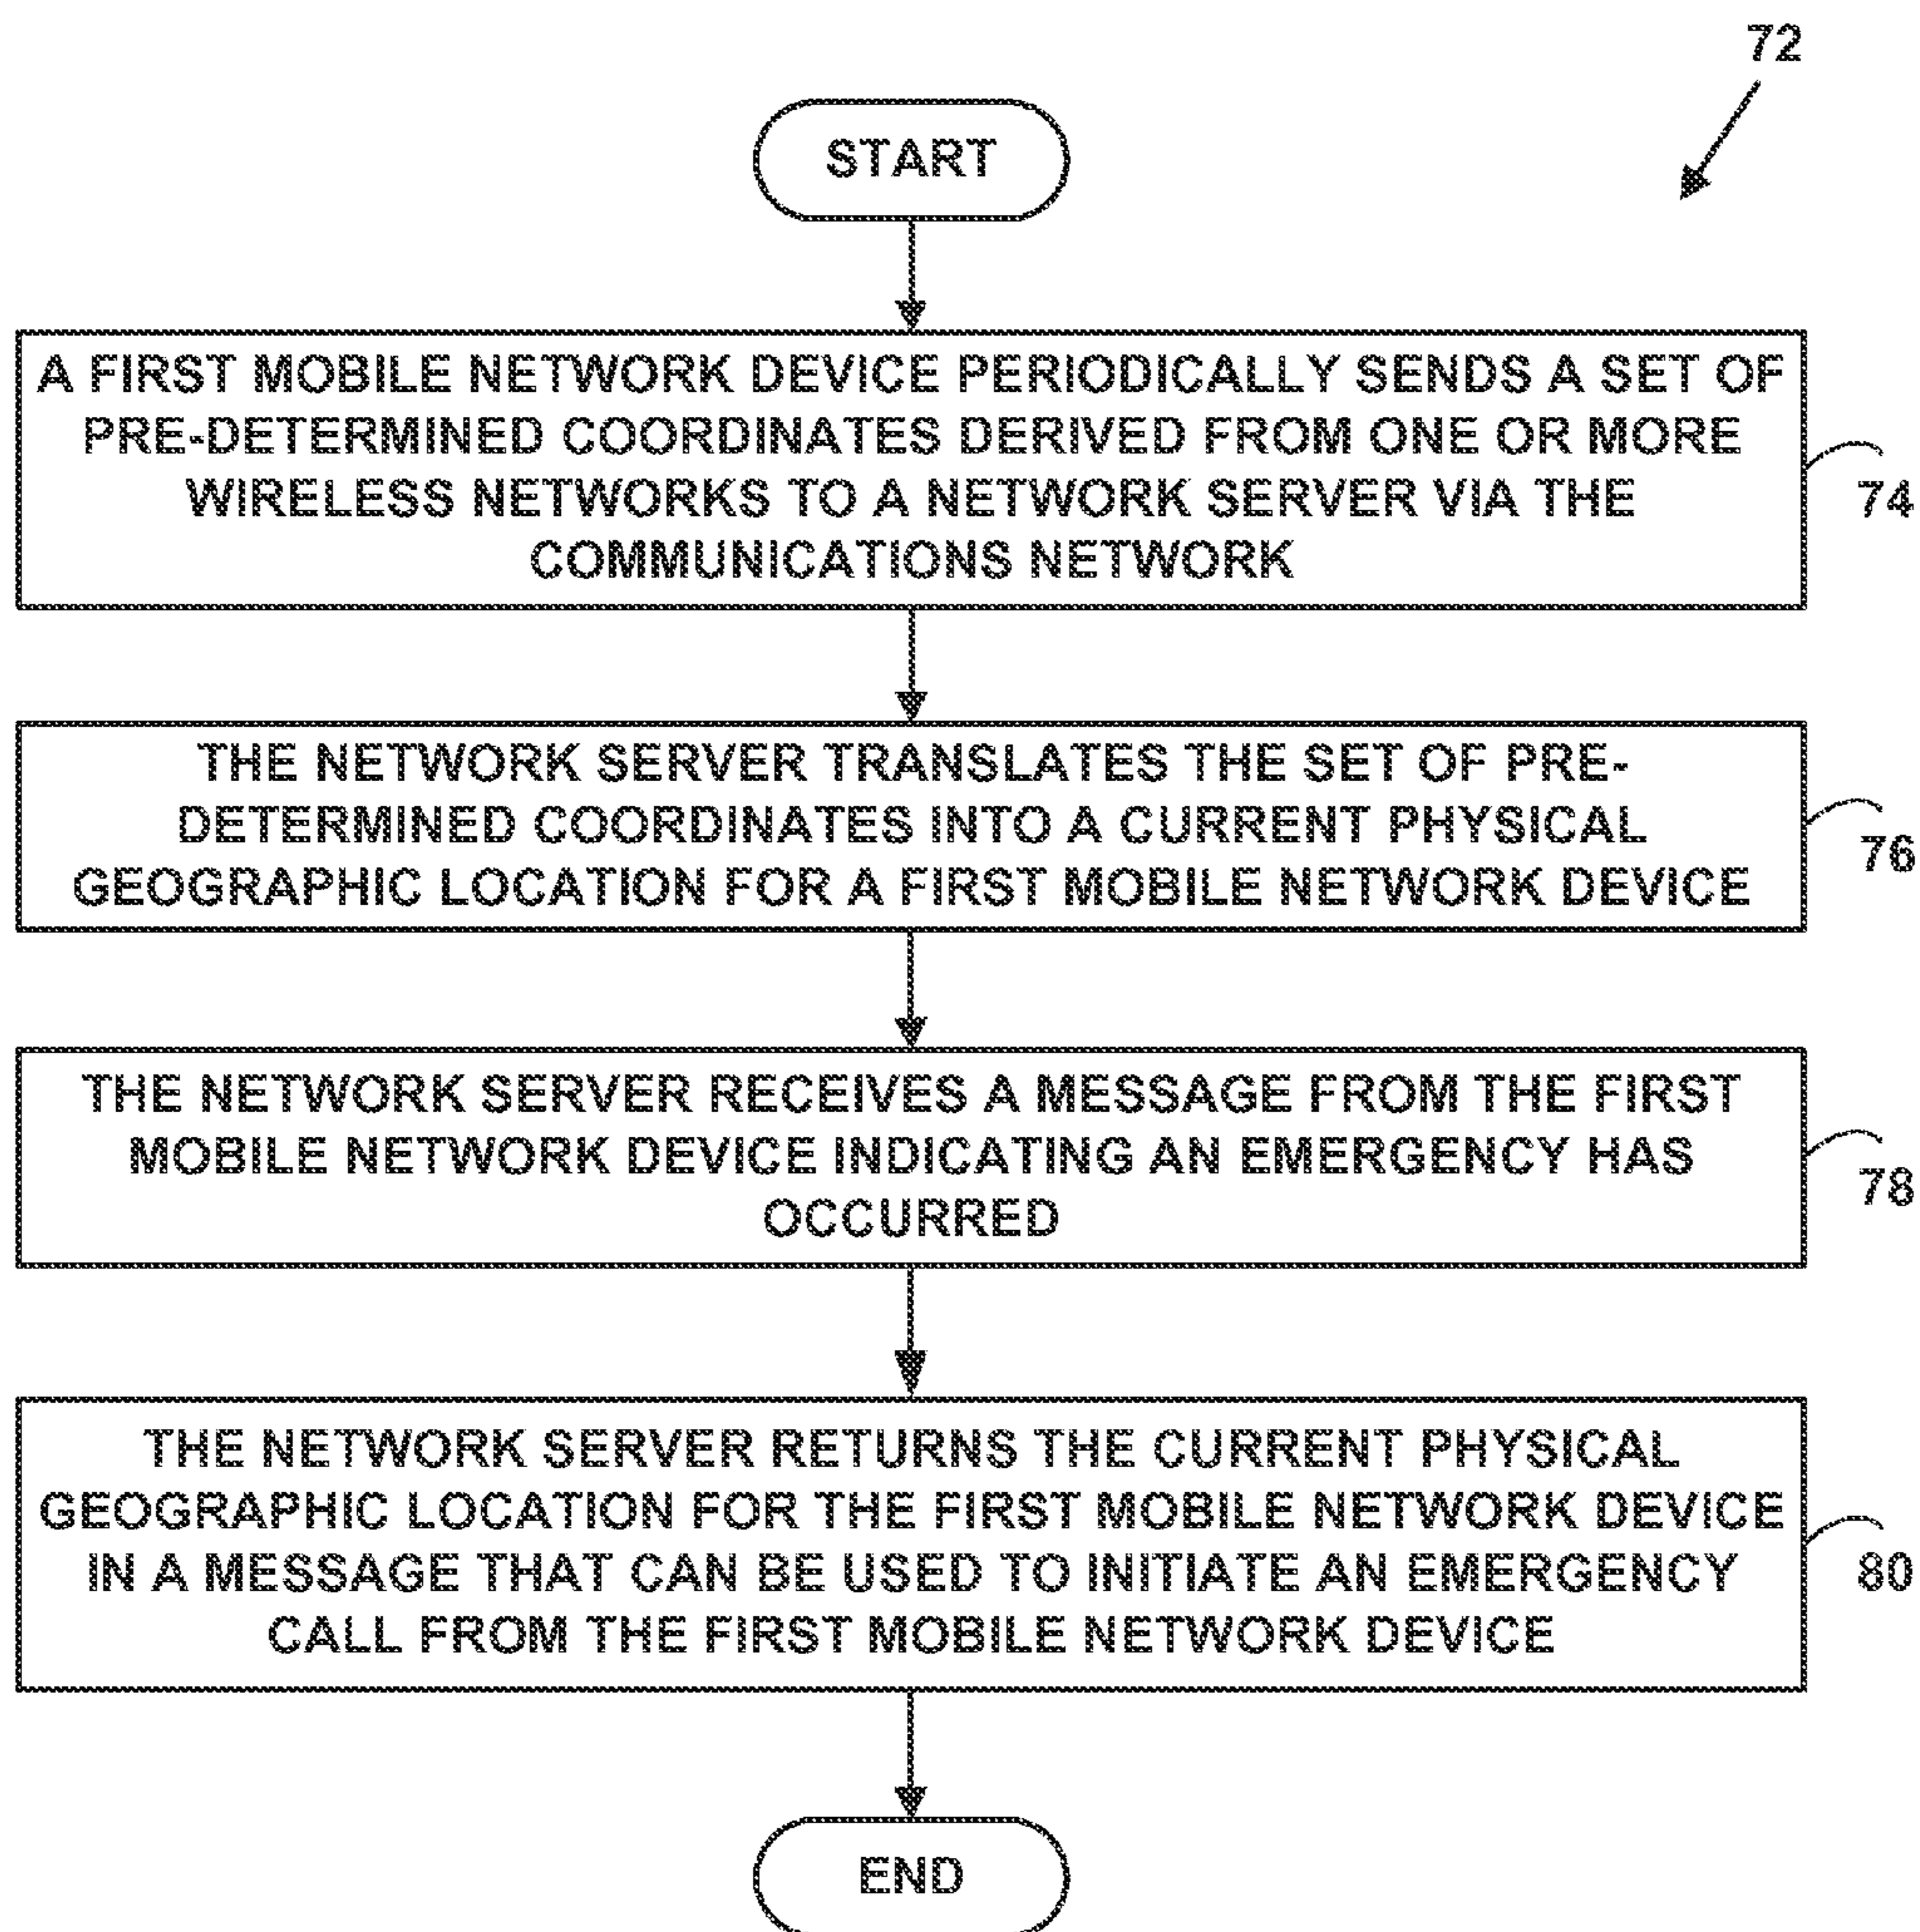 72
START
A FIRST MOBILE NETWORK DEVICE PERIODICALLY SENDS A SET OF
PRE-DETERMINED COORDINATES DERIVED FROM ONE OR MORE
WIRELESS NETWORKS TO A NETWORK SERVER VIA THE
COMMUNICATIONS NETWORK
74
THE NETWORK SERVER TRANSLATES THE SET OF PRE-
DETERMINED COORDINATES INTO A CURRENT PHYSICAL
GEOGRAPHIC LOCATION FOR A FIRST MOBILE NETWORK DEVICE
76
THE NETWORK SERVER RECEIVES A MESSAGE FROM THE FIRST
MOBILE NETWORK DEVICE INDICATING AN EMERGENCY HAS
OCCURRED
78
THE NETWORK SERVER RETURNS THE CURRENT PHYSICAL
GEOGRAPHIC LOCATION FOR THE FIRST MOBILE NETWORK DEVICE
IN A MESSAGE THAT CAN BE USED TO INITIATE AN EMERGENCY
CALL FROM THE FIRST MOBILE NETWORK DEVICE
80
END